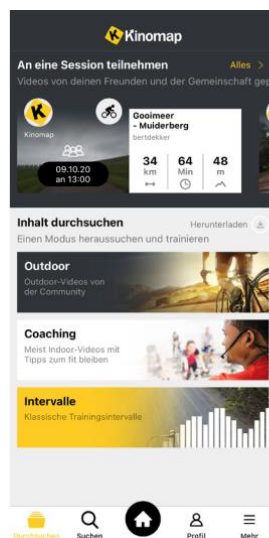 Kinomap
An eine Session teilnehmen
Alles >
Videos von deinen Freunden und der Gemeinschaft
Kinomap
09.10.20
an 13:00
Gooimeer
- Muiderberg
bertdekker
34 64 48
km Min m
Inhalt durchsuchen
Herunterladen
Einen Modus heraussuchen und trainieren
Outdoor
Outdoor-Videos von
der Community
Coaching
Meist Indoor-Videos mit
Tipps zum fit bleiben
Intervalle
Klassische Trainingsintervalle
Durchsuchen Suchen Profil Mehr